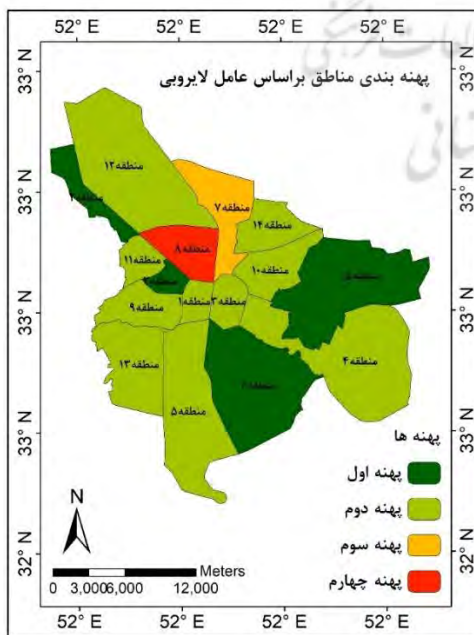 52° E 52° E 52° E 52° E
33° N 33° N
پهنه بندی مناطق براساس عامل لایروبی
منطقه۱۲
منطقه۷
منطقه۱۴
منطقه۸
منطقه۱۱
منطقه۱۰
منطقه۹
منطقه۱
منطقه۳
منطقه۱۳
منطقه۵
منطقه۴
33° N 33° N
33° N 33° N
33° N 33° N
32° N 32° N
پهنه ها
پهنه اول
پهنه دوم
پهنه سوم
پهنه چهارم
N
Meters
0 3,0006,000 12,000
52° E 52° E 52° E 52° E